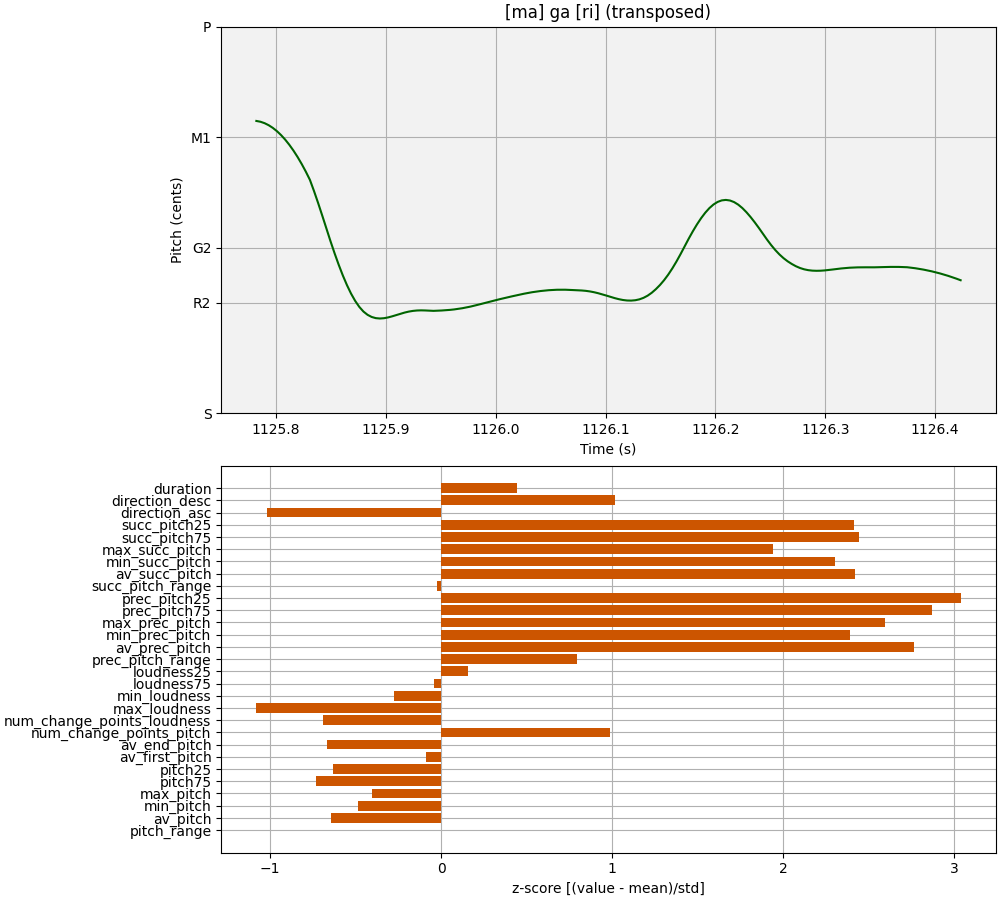 [ma] ga [ri] (transposed)
P
M1
G2
R2
S
Pitch (cents)
1125.8 1125.9 1126.0 1126.1 1126.2 1126.3 1126.4
Time (s)
duration
direction_desc
direction_asc
succ_pitch25
succ_pitch75
max_succ_pitch
min_succ_pitch
av_succ_pitch
succ_pitch_range
prec_pitch25
prec_pitch75
max_prec_pitch
min_prec_pitch
av_prec_pitch
prec_pitch_range
loudness25
loudness75
min_loudness
max_loudness
num_change_points_loudness
num_change_points_pitch
av_end_pitch
av_first_pitch
pitch25
pitch75
max_pitch
min_pitch
av_pitch
pitch_range
−1 0 1 2 3
z-score [(value - mean)/std]